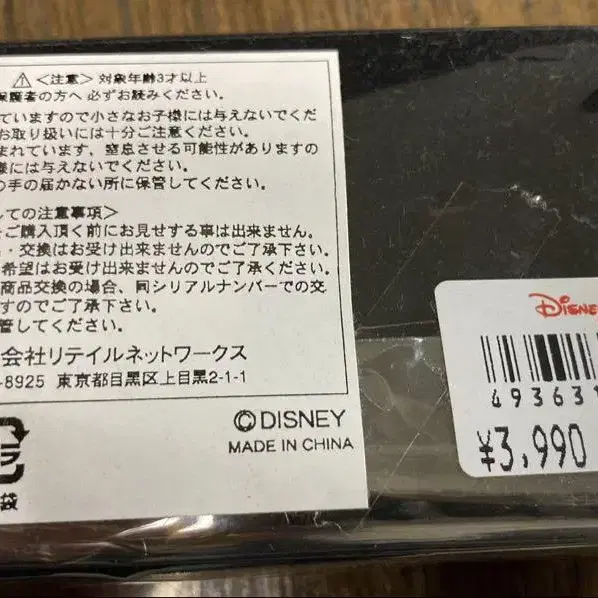 ⚠<注意> 対象年齢3才以上
保護者の方へ 必ずお読みください。
ていますので小さなお子様には与えないでくだ
お取り扱いには十分ご注意ください。
まれています、窒息させる可能性がありますの
様には与えないでください。
の手の届かない所に保管してください。
しての注意事項>
をご購入頂く前にお見せする事は出来ません。
・交換はお受け出来ませんのでご了承下さい。
希望はお受け出来ませんのでご了承ください。
商品交換の場合、同シリアルナンバーでの交
すのでご了承下さい。
管してください。
会社リテイルネットワークス
-8925 東京都目黒区上目黒2-1-1
©DISNEY
MADE IN CHINA
プラ
袋
DISNE
493631
¥3,990